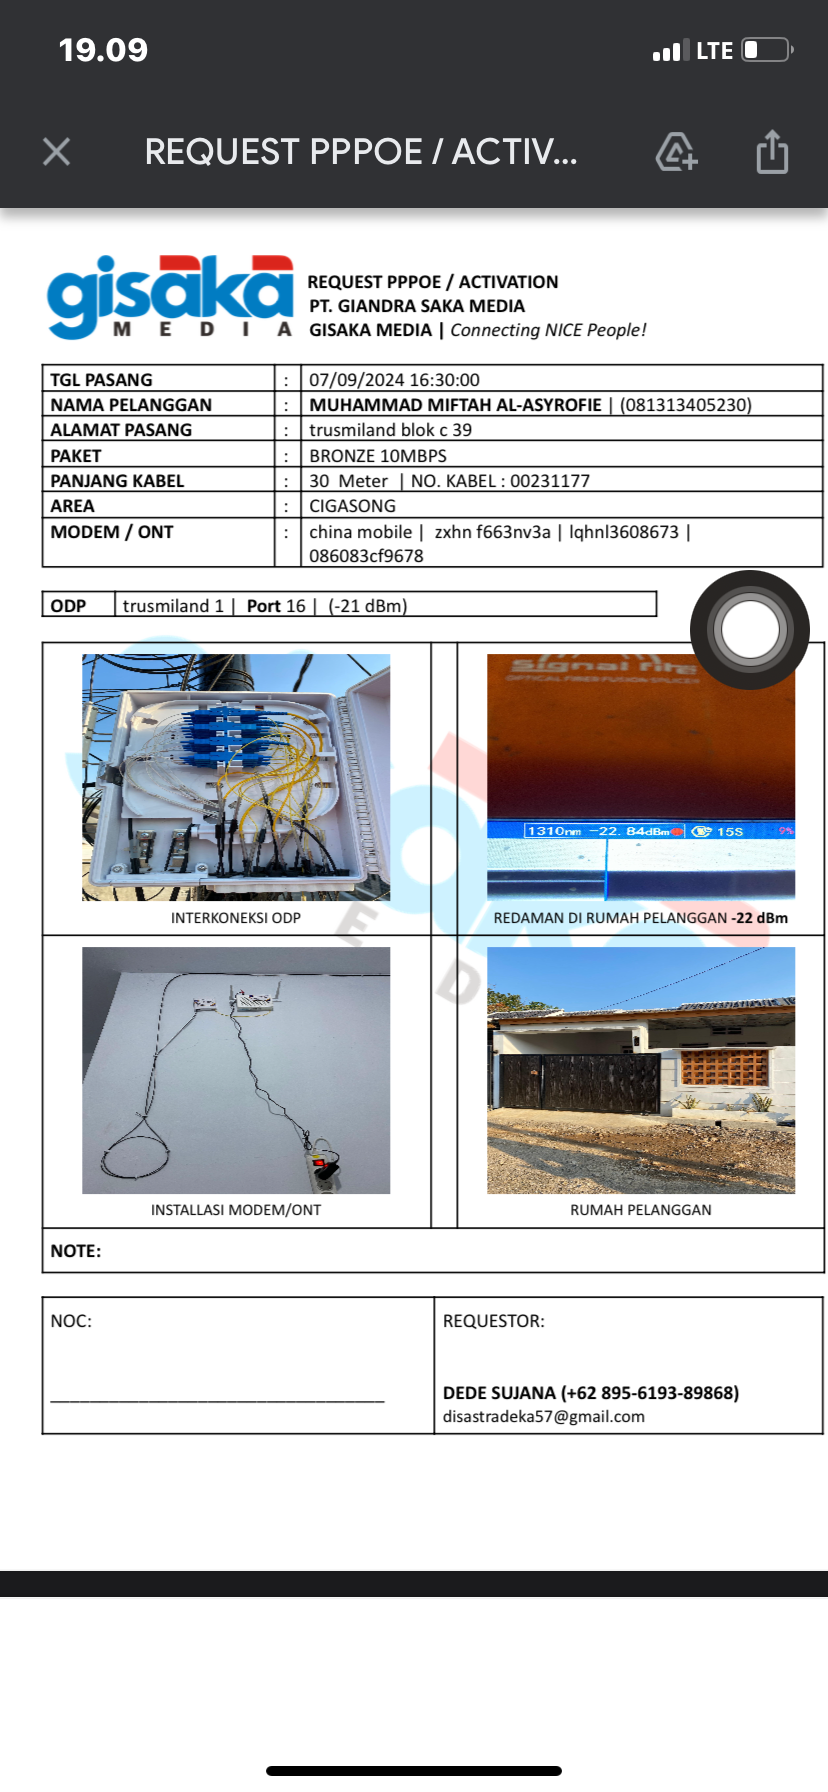 19.09
LTE
REQUEST PPPOE / ACTIV...
gisaka
MEDIA
REQUEST PPPOE / ACTIVATION
PT. GIANDRA SAKA MEDIA
GISAKA MEDIA | Connecting NICE People!
TGL PASANG : 07/09/2024 16:30:00
NAMA PELANGGAN : MUHAMMAD MIFTAH AL-ASYROFIE | (081313405230)
ALAMAT PASANG : trusmiland blok c 39
PAKET : BRONZE 10MBPS
PANJANG KABEL : 30 Meter | NO. KABEL : 00231177
AREA : CIGASONG
MODEM / ONT : china mobile | zxhn f663nv3a | lqhnl3608673 |
086083cf9678
ODP trusmiland 1 | Port 16 | (-21 dBm)
signal fire
OPTICAL FIBER FUSION SPLICER
1310nm -22.84dBm 15S 9%
INTERKONEKSI ODP
REDAMAN DI RUMAH PELANGGAN -22 dBm
INSTALLASI MODEM/ONT
RUMAH PELANGGAN
NOTE:
NOC:
REQUESTOR:
DEDE SUJANA (+62 895-6193-89868)
disastradeka57@gmail.com